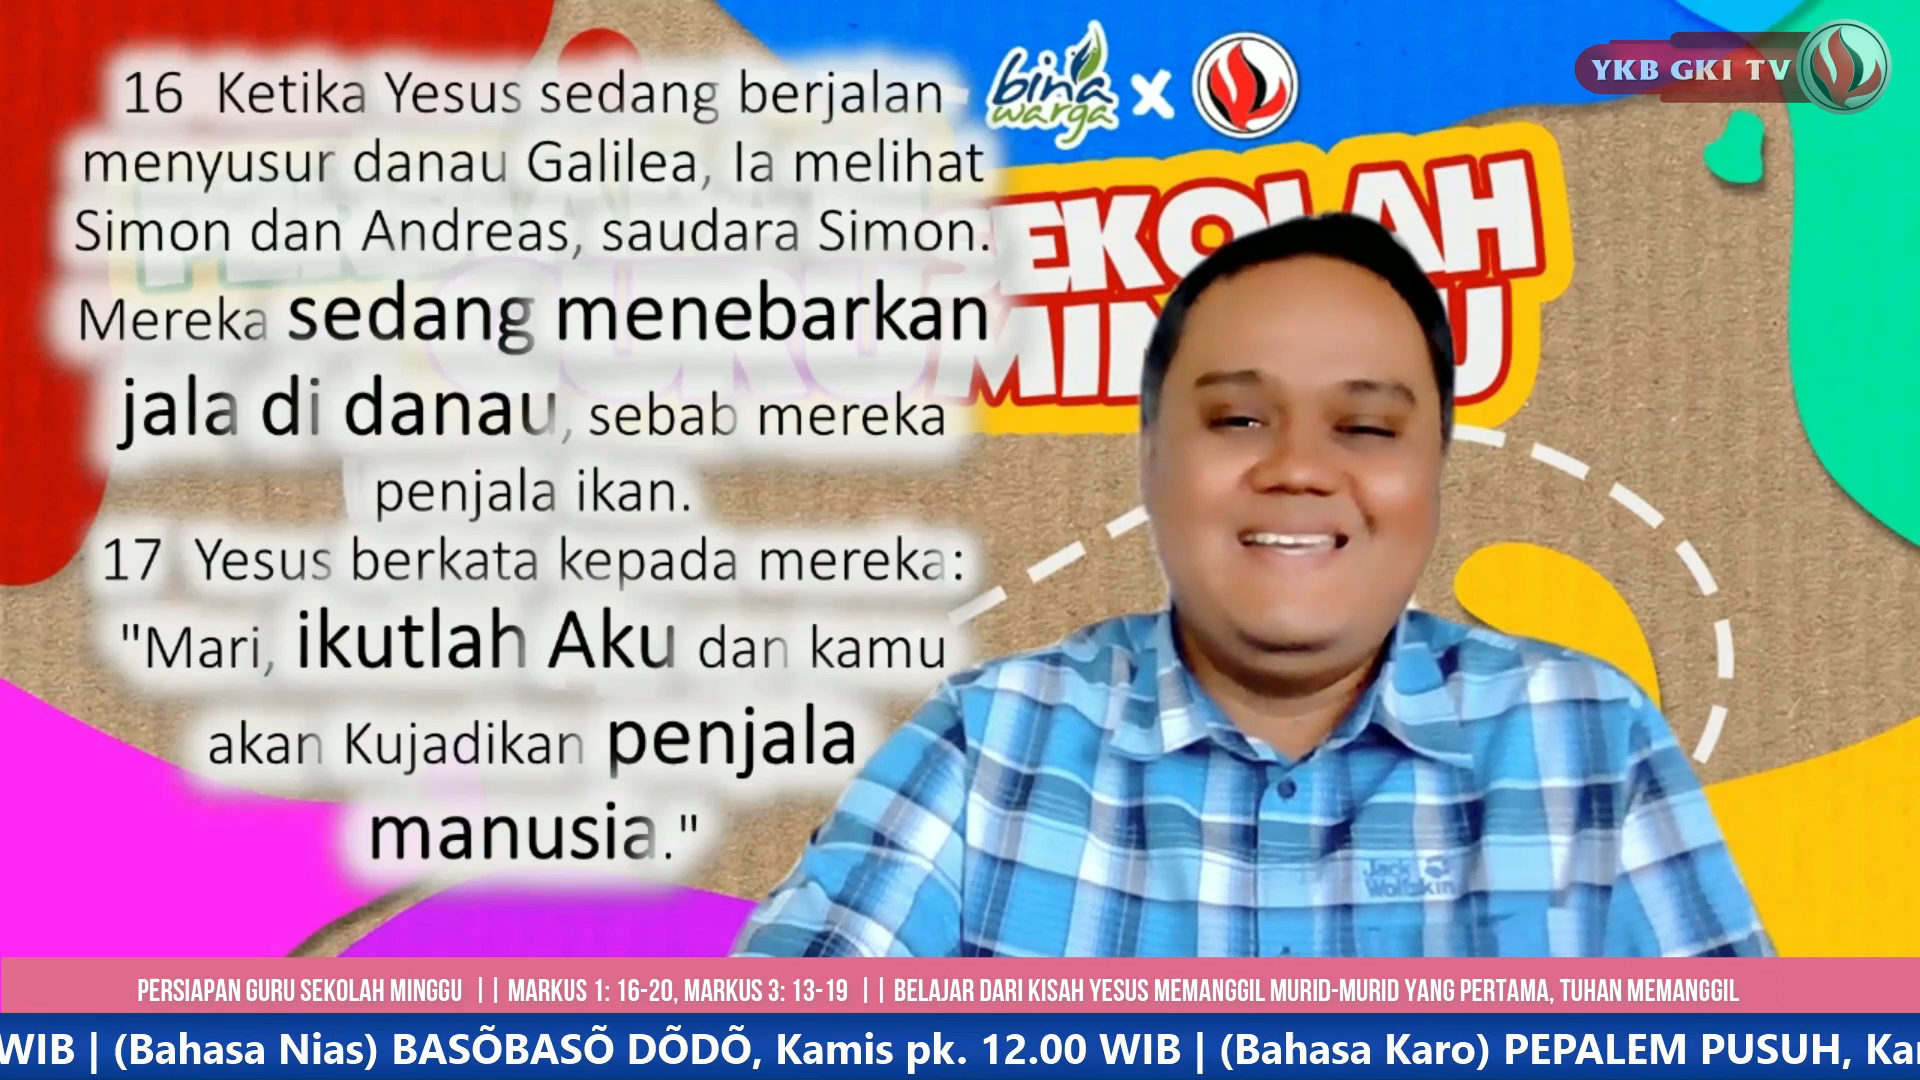 16 Ketika Yesus sedang berjalan
menyusur danau Galilea, Ia melihat
Simon dan Andreas, saudara Simon.
Mereka sedang menebarkan
jala di danau, sebab mereka
penjala ikan.
17 Yesus berkata kepada mereka:
"Mari, ikutlah Aku dan kamu
akan Kujadikan penjala
manusia."
bina
warga
x
YKB GKI TV
SEKOLAH
Jack
Wolfskin
PERSIAPAN GURU SEKOLAH MINGGU || MARKUS 1: 16-20, MARKUS 3: 13-19 || BELAJAR DARI KISAH YESUS MEMANGGIL MURID-MURID YANG PERTAMA, TUHAN MEMANGGIL
WIB | (Bahasa Nias) BASÕBASÕ DÕDÕ, Kamis pk. 12.00 WIB | (Bahasa Karo) PEPALEM PUSUH, Ka